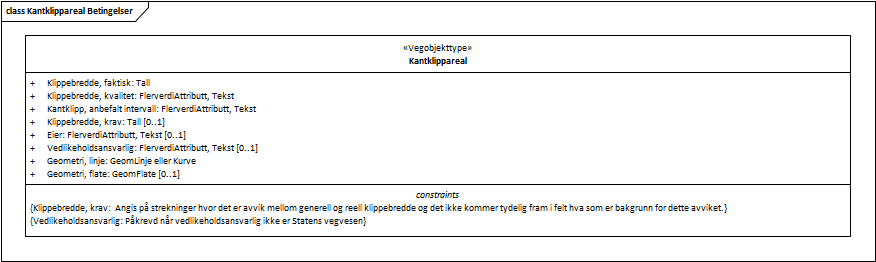 class Kantklippareal Betingelser
«Vegobjekttype»
Kantklippareal
+ Klippebredde, faktisk: Tall
+ Klippebredde, kvalitet: FlerverdiAttributt, Tekst
+ Kantklipp, anbefalt intervall: FlerverdiAttributt, Tekst
+ Klippebredde, krav: Tall [0..1]
+ Eier: FlerverdiAttributt, Tekst [0..1]
+ Vedlikeholdsansvarlig: FlerverdiAttributt, Tekst [0..1]
+ Geometri, linje: GeomLinje eller Kurve
+ Geometri, flate: GeomFlate [0..1]
constraints
{Klippebredde, krav: Angis på strekninger hvor det er avvik mellom generell og reell klippebredde og det ikke kommer tydelig fram i felt hva som er bakgrunn for dette avviket.}
{Vedlikeholdsansvarlig: Påkrevd når vedlikeholdsansvarlig ikke er Statens vegvesen}